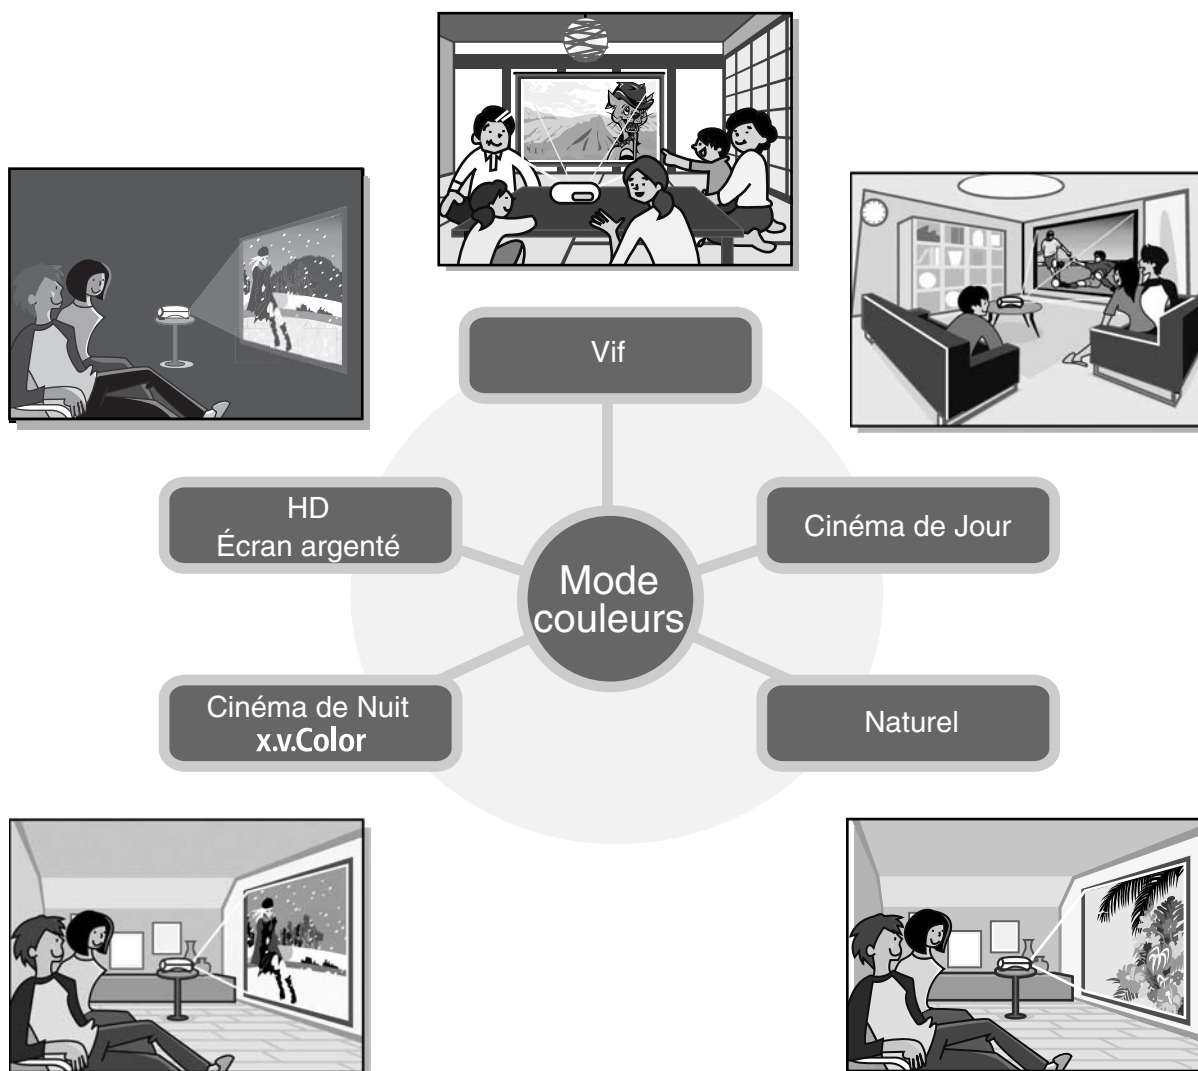 Vif
HD
Écran argenté
Cinéma de Jour
Mode
couleurs
Cinéma de Nuit
x.v.Color
Naturel